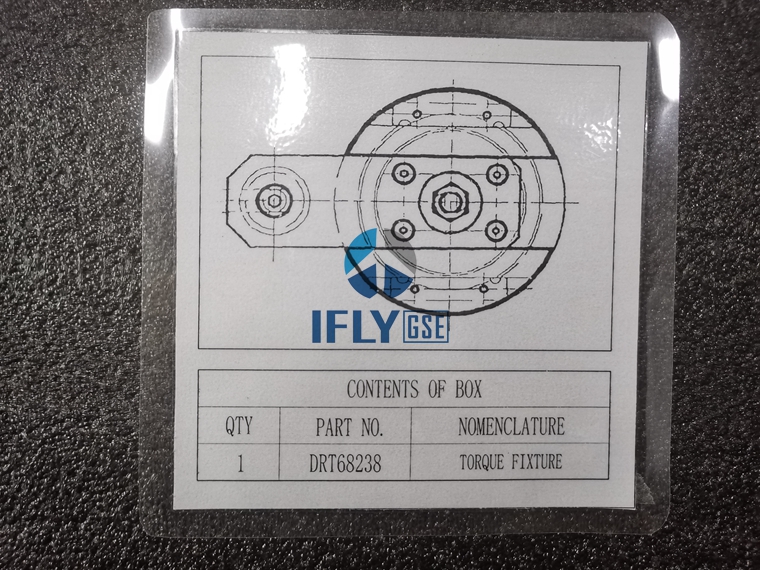 IFLY GSE
CONTENTS OF BOX
QTY PART NO. NOMENCLATURE
1 DRT68238 TORQUE FIXTURE